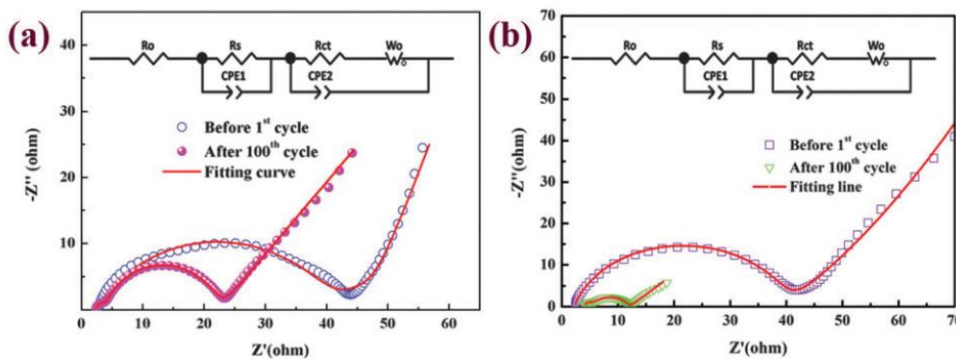 (a)
Ro Rs Rct Wo
CPE1 CPE2
Before 1st cycle
After 100th cycle
Fitting curve
-Z''(ohm)
40
30
20
10
0 10 20 30 40 50 60
Z'(ohm)
(b)
Ro Rs Rct Wo
CPE1 CPE2
Before 1st cycle
After 100th cycle
Fitting line
-Z''(ohm)
70
60
50
40
30
20
10
0
0 10 20 30 40 50 60 70
Z'(ohm)